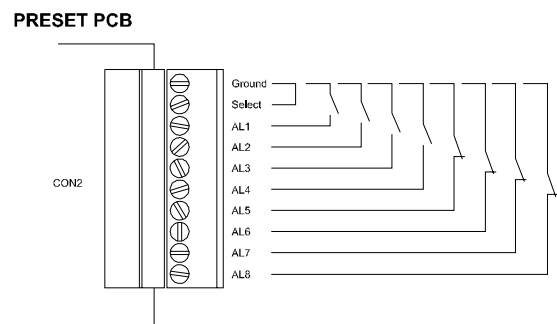 PRESET PCB
Ground
Select
AL1
AL2
AL3
CON2
AL4
AL5
AL6
AL7
AL8